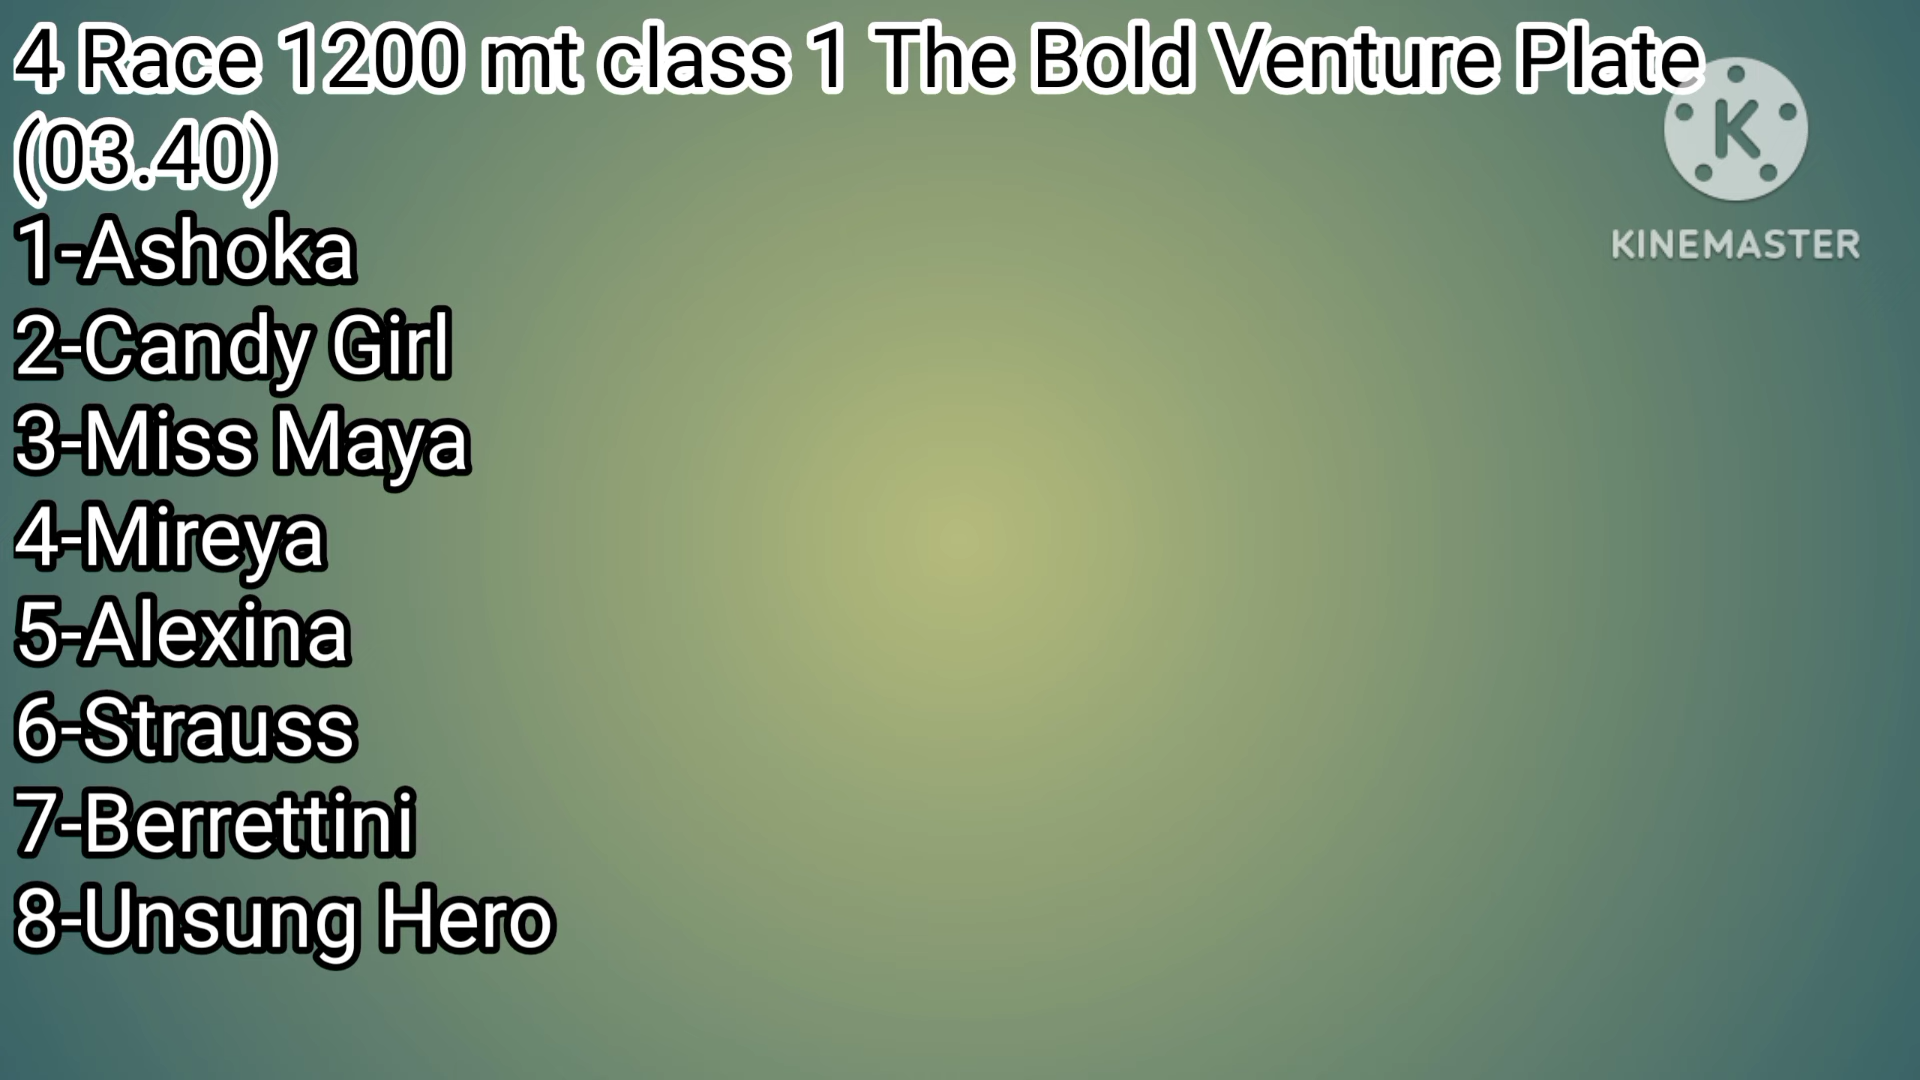 4 Race 1200 mt class 1 The Bold Venture Plate
(03.40)
1-Ashoka
2-Candy Girl
3-Miss Maya
4-Mireya
5-Alexina
6-Strauss
7-Berrettini
8-Unsung Hero
K
KINEMASTER